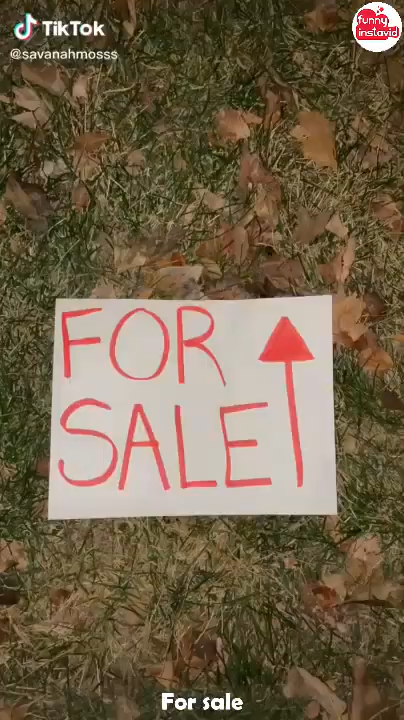 TikTok
@savanahmosss
funny
instavid
FOR
SALE
For sale